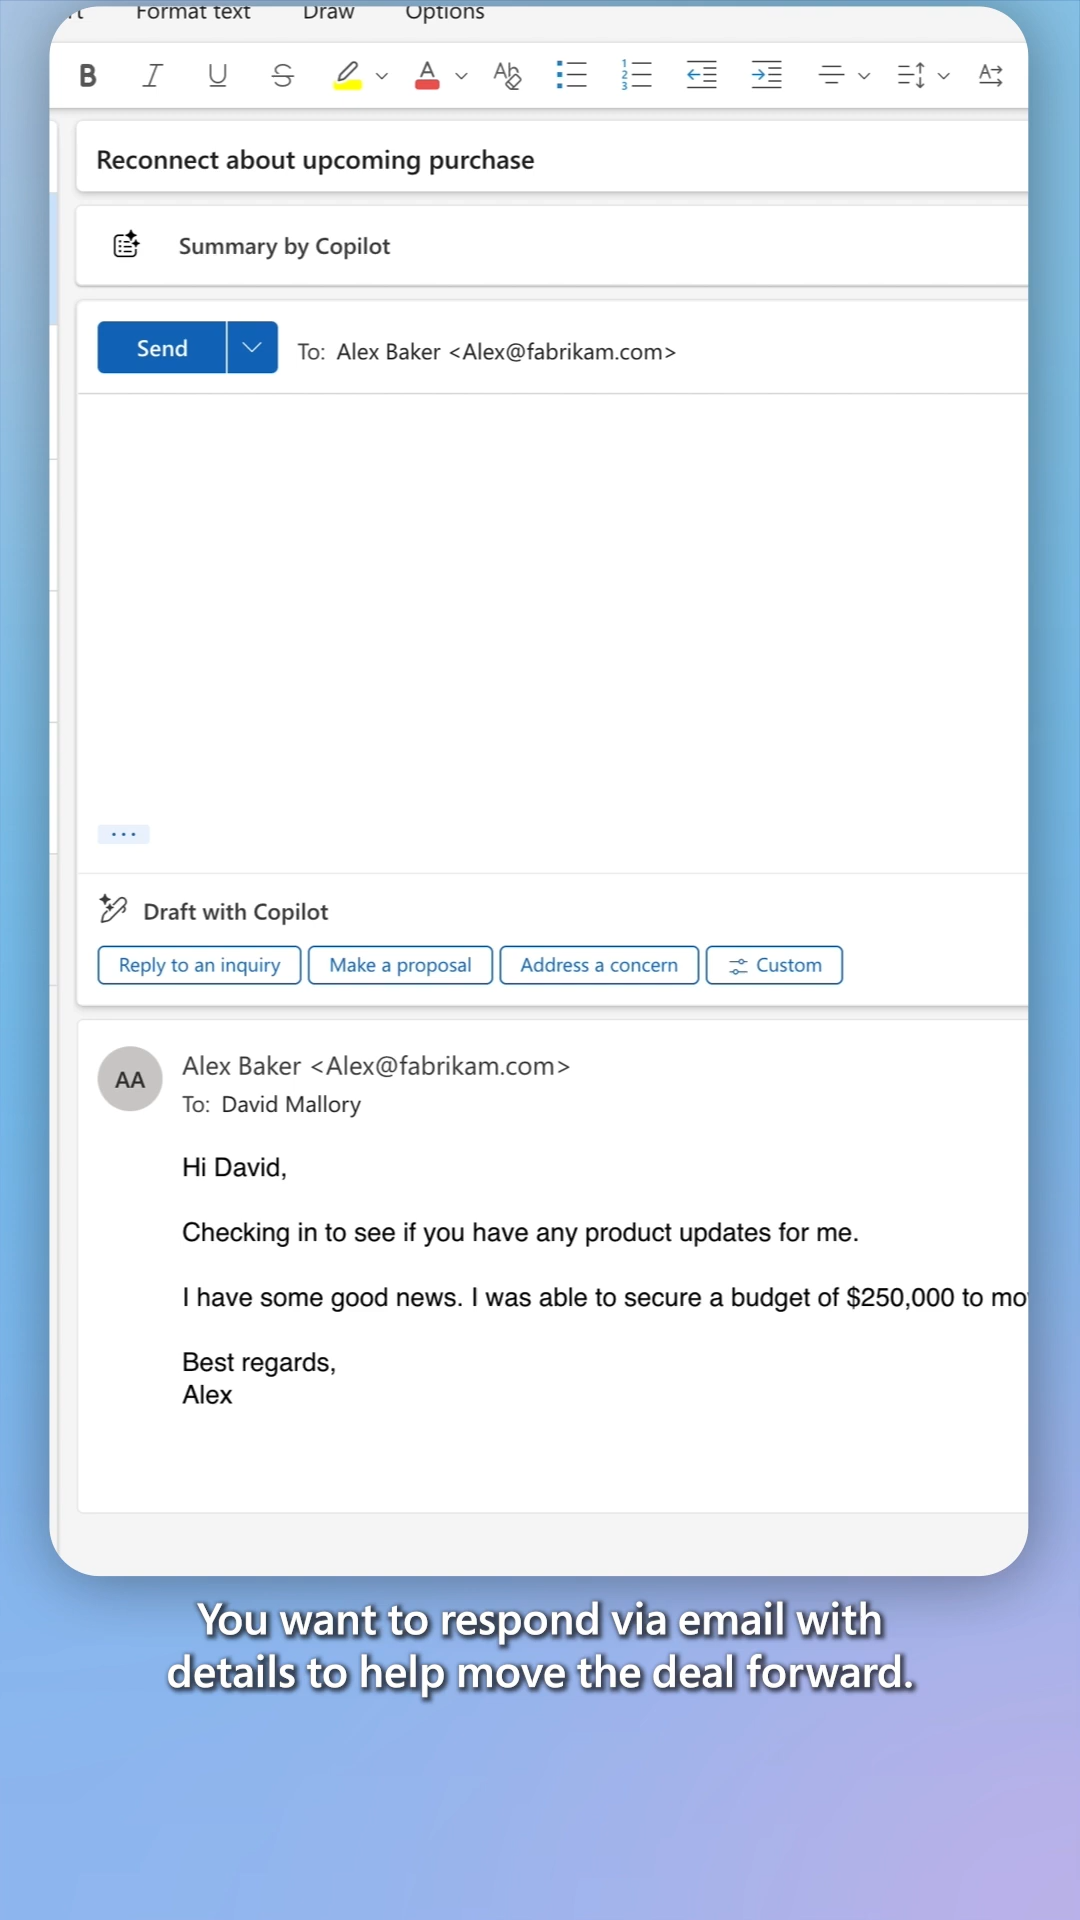 Format text Draw Options
B I U S A Ab A
1
2
3
Reconnect about upcoming purchase
Summary by Copilot
Send To: Alex Baker <Alex@fabrikam.com>
...
Draft with Copilot
Reply to an inquiry Make a proposal Address a concern Custom
AA Alex Baker <Alex@fabrikam.com>
To: David Mallory
Hi David,
Checking in to see if you have any product updates for me.
I have some good news. I was able to secure a budget of $250,000 to
Best regards,
Alex
You want to respond via email with
details to help move the deal forward.